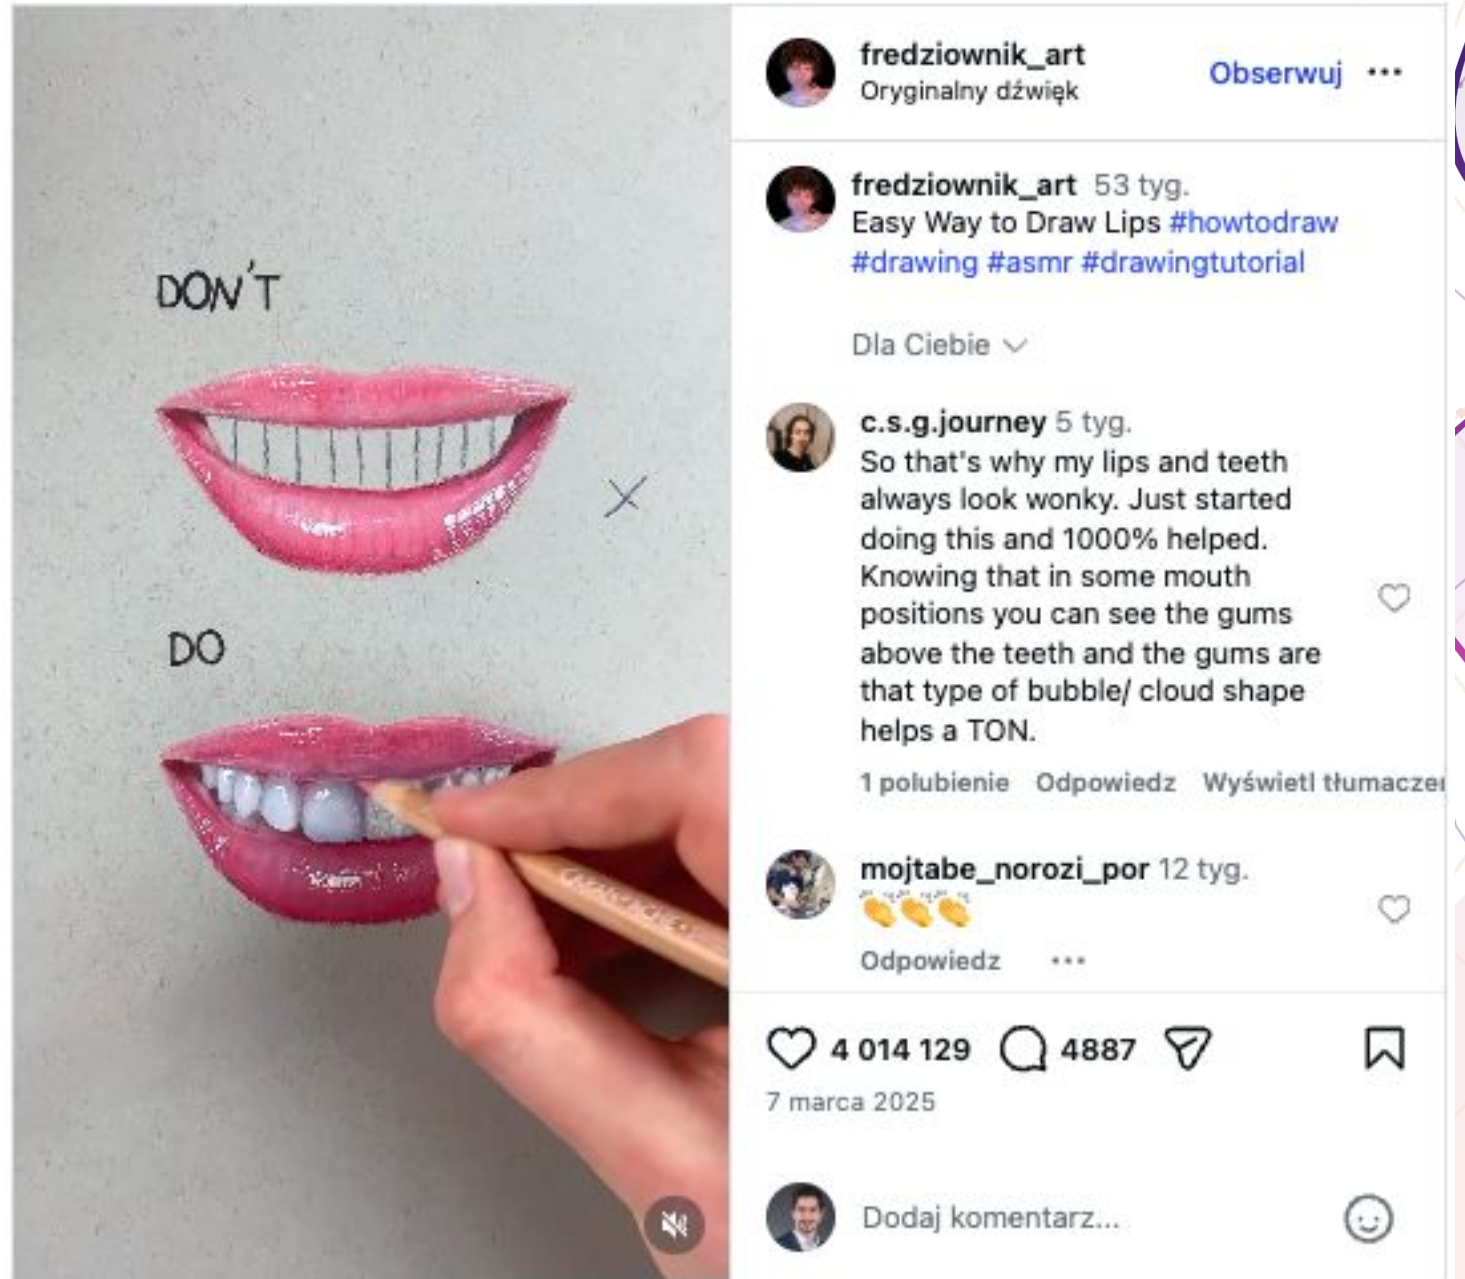 DON'T
DO
fredziownik_art
Oryginalny dźwięk
Obserwuj
fredziownik_art 53 tyg.
Easy Way to Draw Lips #howtodraw
#drawing #asmr #drawingtutorial
Dla Ciebie
c.s.g.journey 5 tyg.
So that's why my lips and teeth
always look wonky. Just started
doing this and 1000% helped.
Knowing that in some mouth
positions you can see the gums
above the teeth and the gums are
that type of bubble/ cloud shape
helps a TON.
1 polubienie Odpowiedz Wyświetl tłumaczen
mojtabe_norozi_por 12 tyg.
👏👏👏
Odpowiedz
4 014 129 4887
7 marca 2025
Dodaj komentarz...